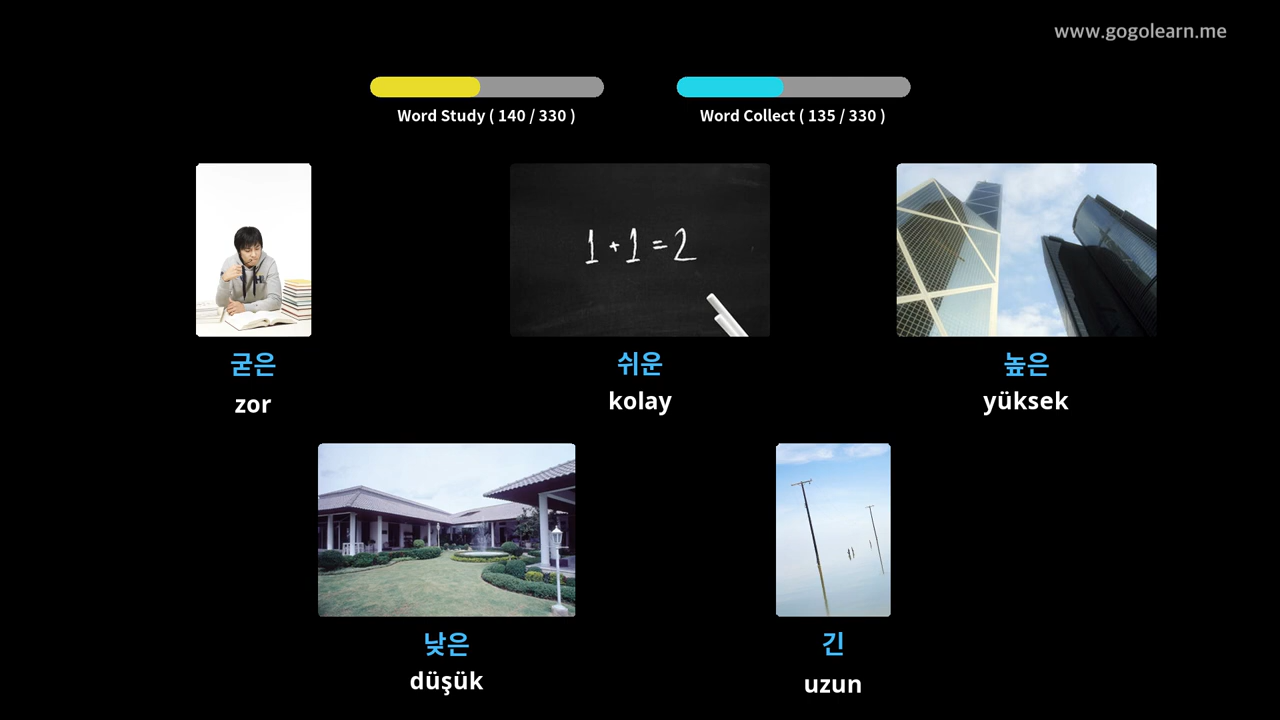 www.gogolearn.me
Word Study ( 140 / 330 )
Word Collect ( 135 / 330 )
1 + 1 = 2
굳은
zor
쉬운
kolay
높은
yüksek
낮은
düşük
긴
uzun